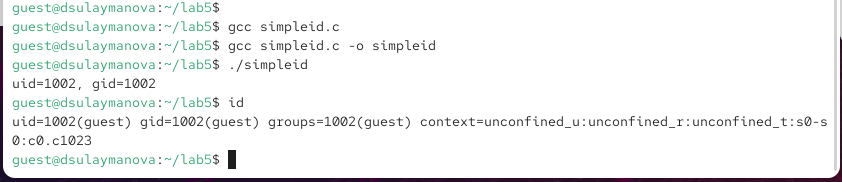 guest@dsulaymanova:~/lab5$
guest@dsulaymanova:~/lab5$ gcc simpleid.c
guest@dsulaymanova:~/lab5$ gcc simpleid.c -o simpleid
guest@dsulaymanova:~/lab5$ ./simpleid
uid=1002, gid=1002
guest@dsulaymanova:~/lab5$ id
uid=1002(guest) gid=1002(guest) groups=1002(guest) context=unconfined_u:unconfined_r:unconfined_t:s0-s
0:c0.c1023
guest@dsulaymanova:~/lab5$